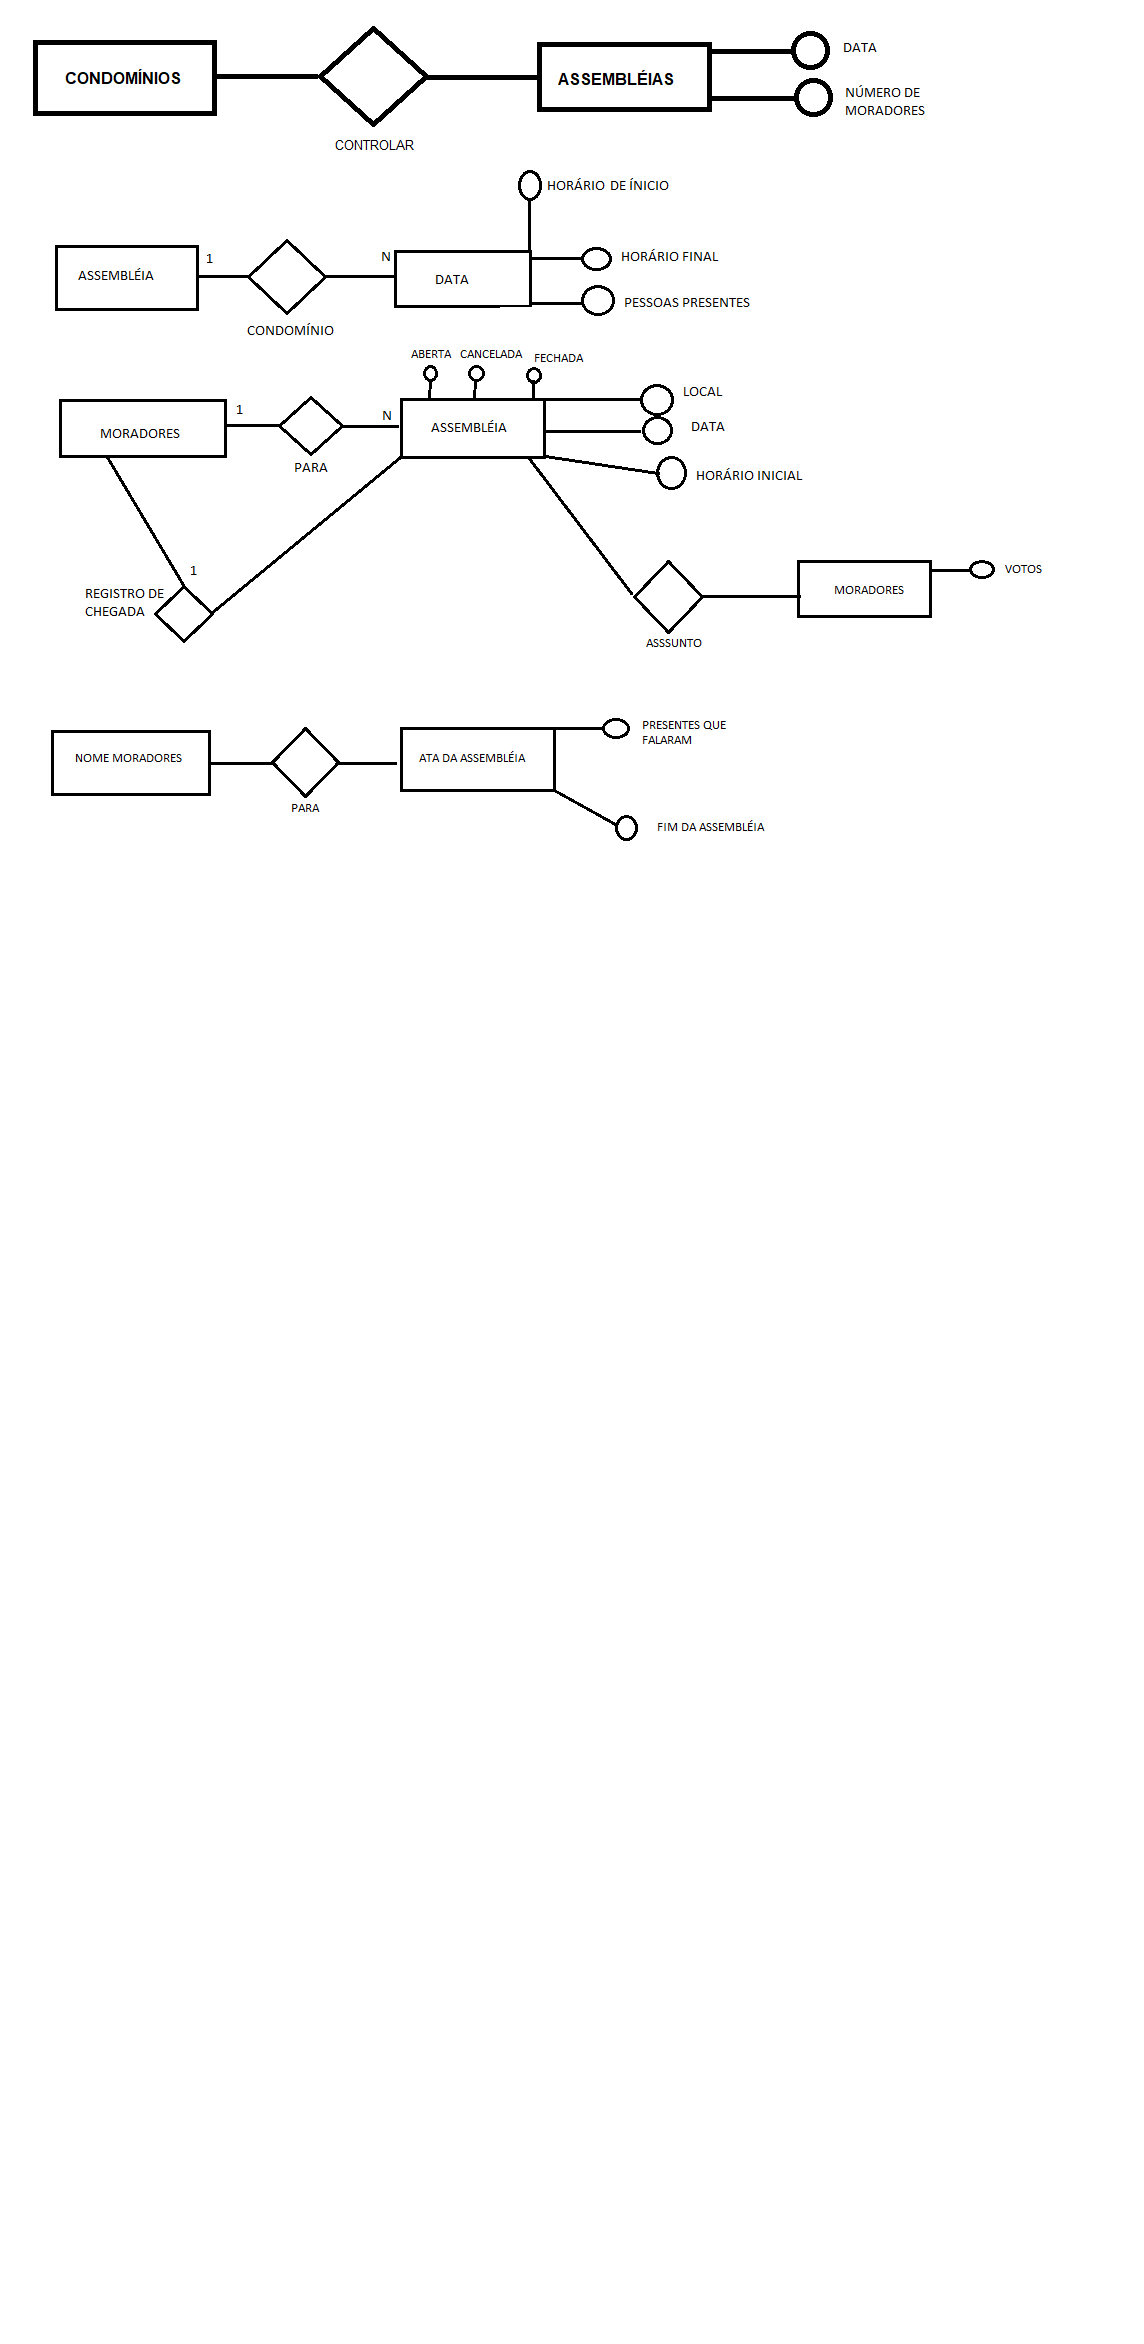 CONDOMÍNIOS
ASSEMBLÉIAS
DATA
NÚMERO DE
MORADORES
CONTROLAR
HORÁRIO DE ÍNICIO
ASSEMBLÉIA
1
N
DATA
HORÁRIO FINAL
PESSOAS PRESENTES
CONDOMÍNIO
ABERTA
CANCELADA
FECHADA
MORADORES
1
PARA
N
ASSEMBLÉIA
LOCAL
DATA
HORÁRIO INICIAL
1
REGISTRO DE
CHEGADA
ASSSUNTO
MORADORES
VOTOS
NOME MORADORES
PARA
ATA DA ASSEMBLÉIA
PRESENTES QUE
FALARAM
FIM DA ASSEMBLÉIA